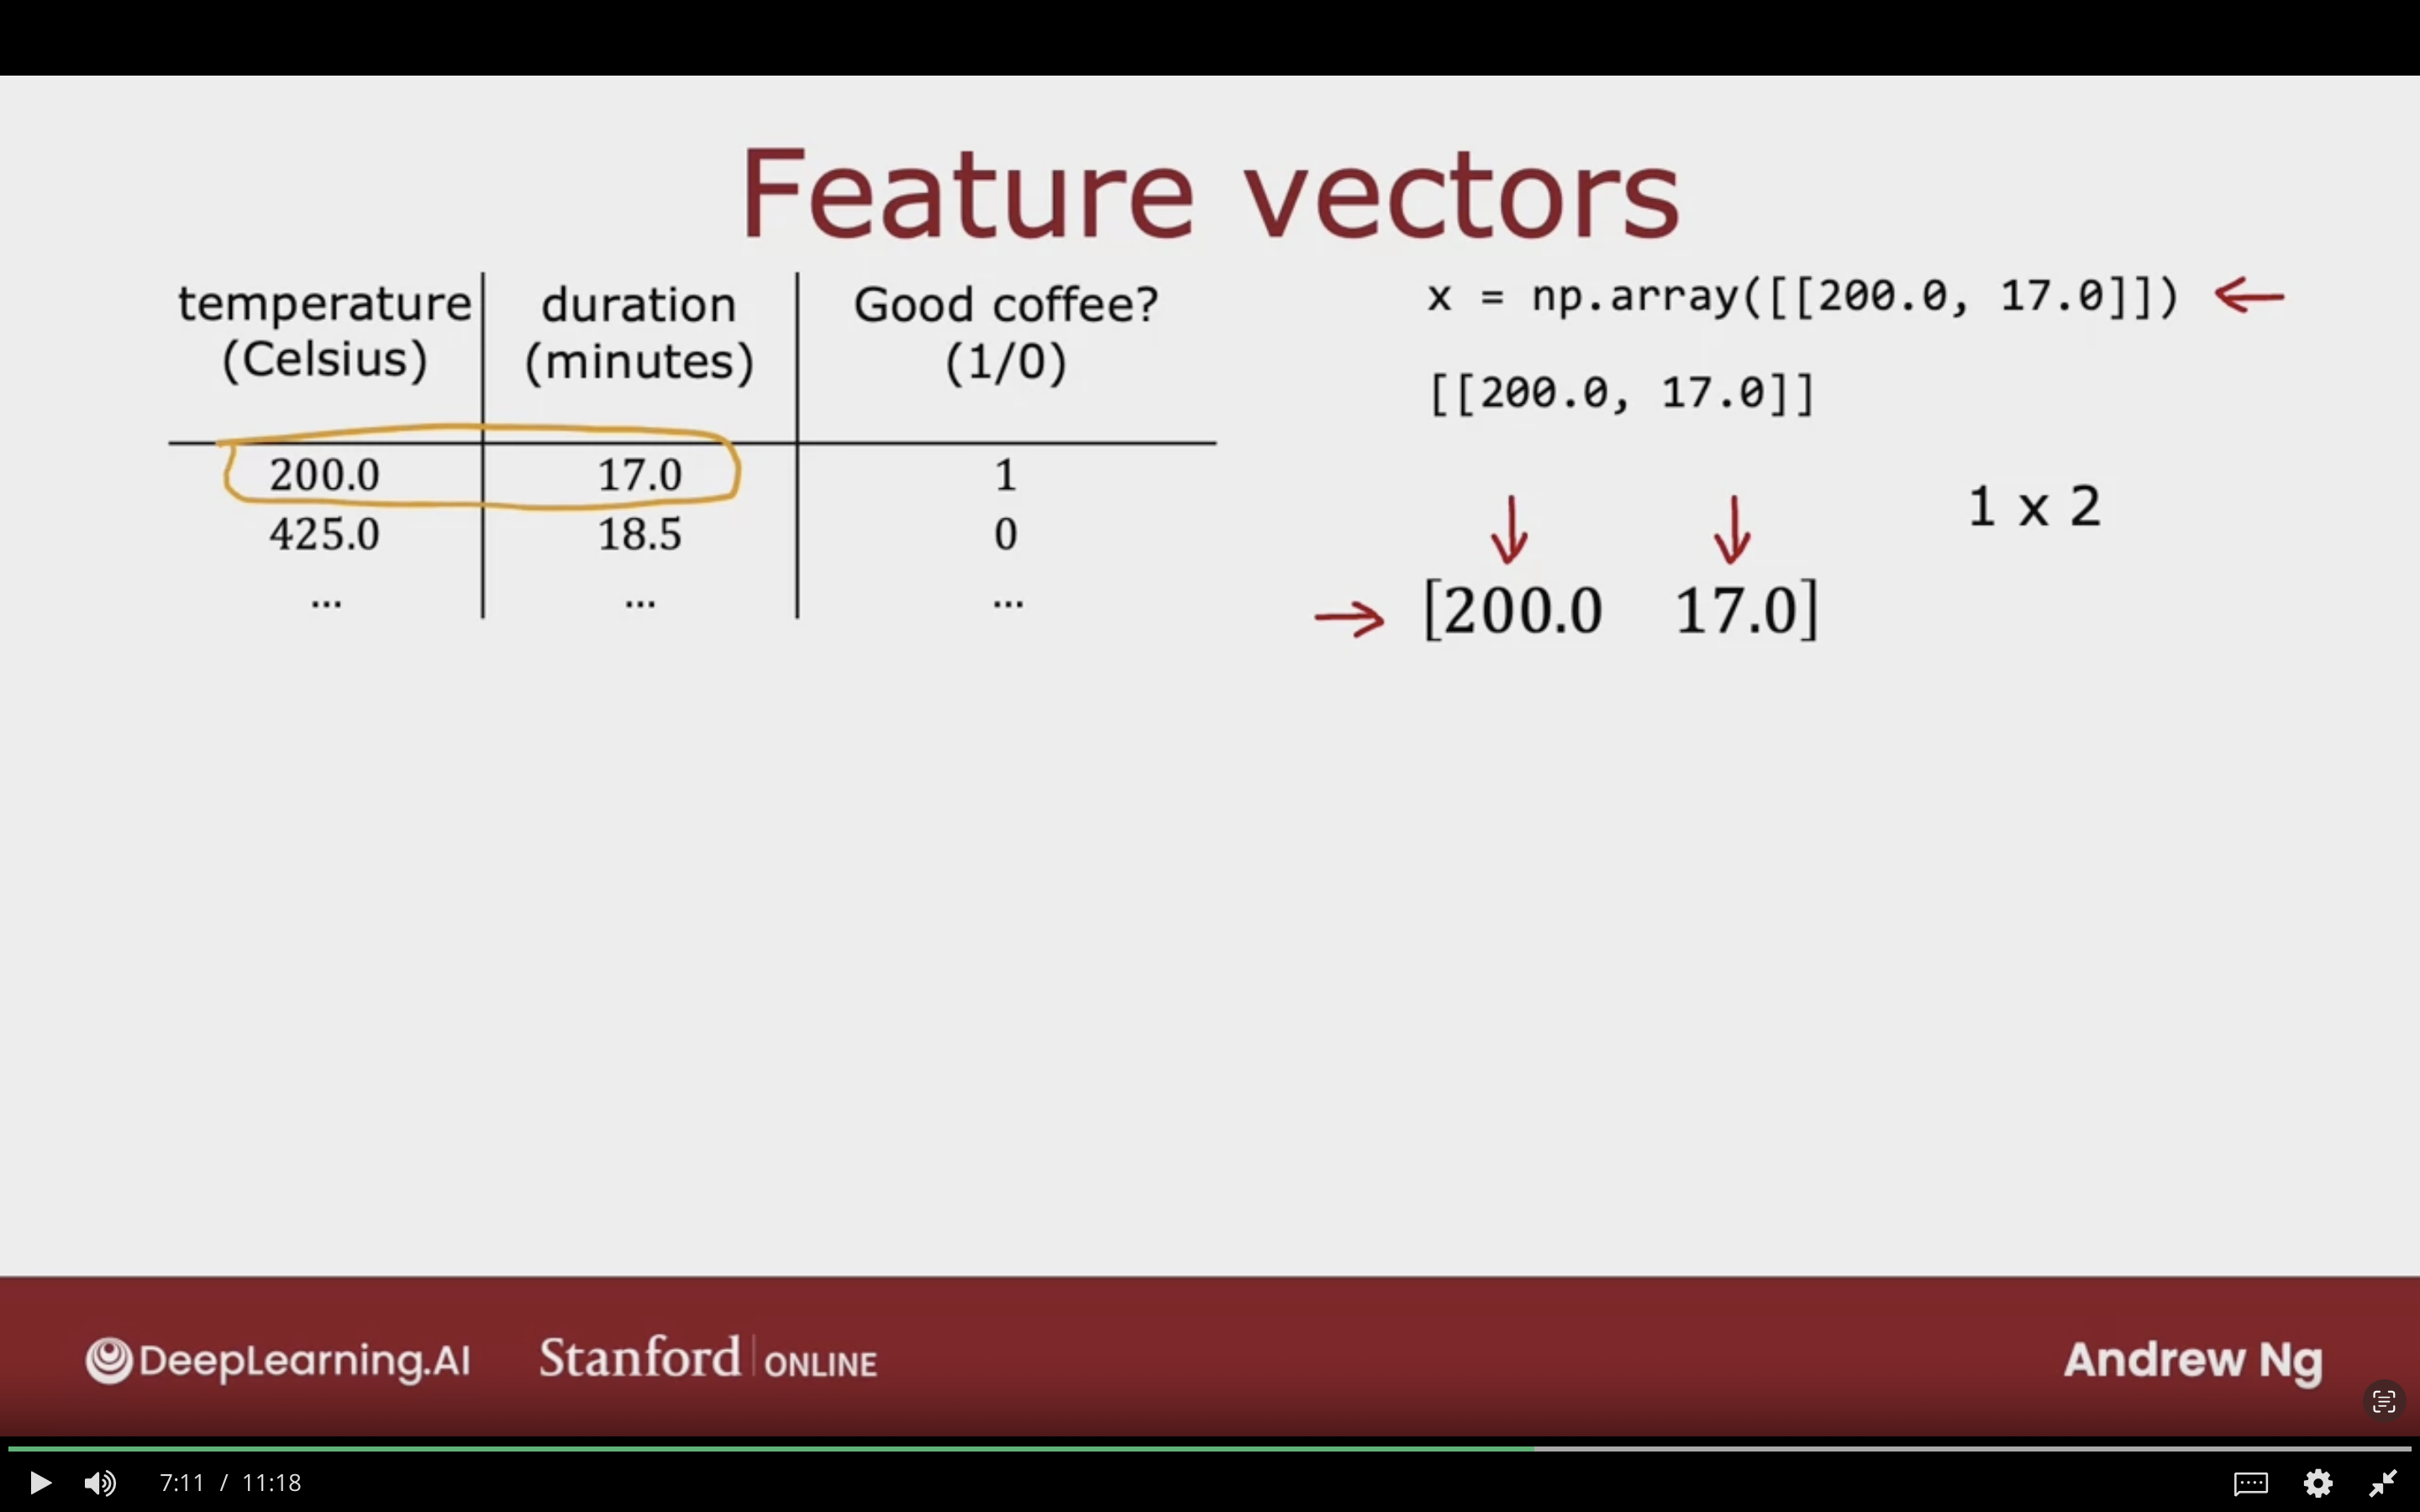 Feature vectors
temperature (Celsius)
duration (minutes)
Good coffee? (1/0)
200.0 17.0 1
425.0 18.5 0
... ... ...
x = np.array([[200.0, 17.0]])
[[200.0, 17.0]]
1 x 2
[200.0 17.0]
DeepLearning.AI
Stanford ONLINE
Andrew Ng
7:11 / 11:18